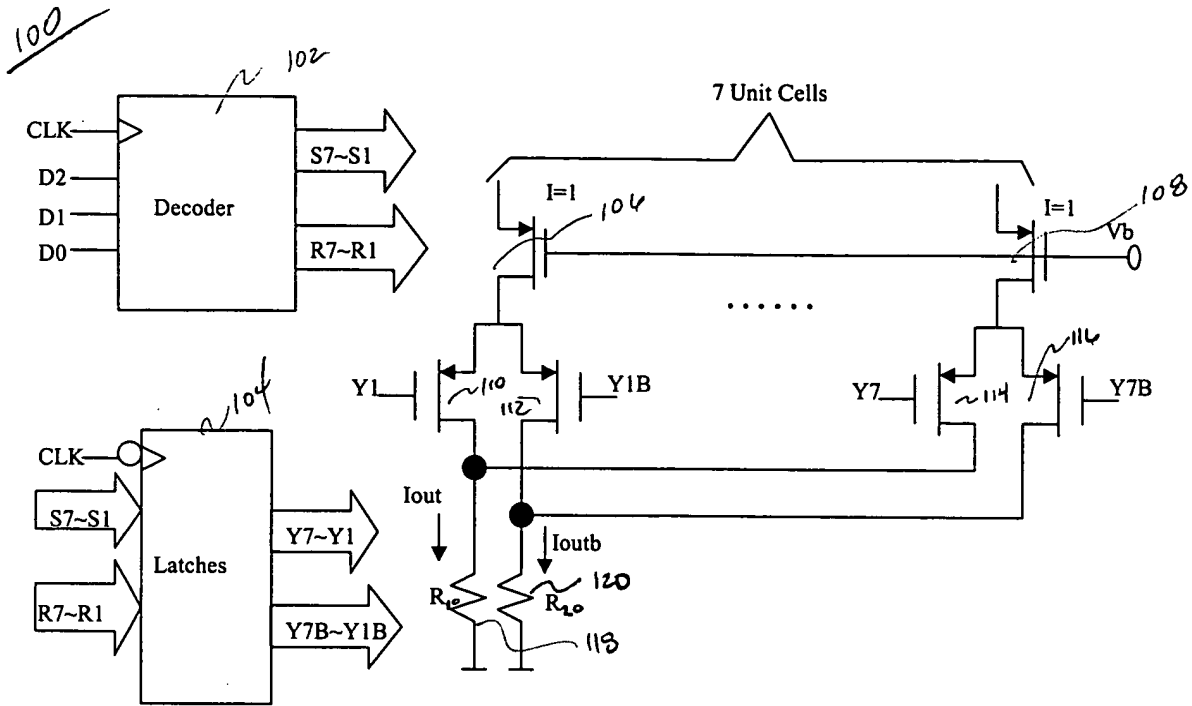 100
102
CLK
D2
D1
D0
Decoder
S7~S1
R7~R1
7 Unit Cells
I=1
106
I=1
108
Vb
......
Y1
110
112
Y1B
Y7
114
116
Y7B
104
CLK
S7~S1
R7~R1
Latches
Y7~Y1
Y7B~Y1B
Iout
Ioutb
R10
R20
120
118